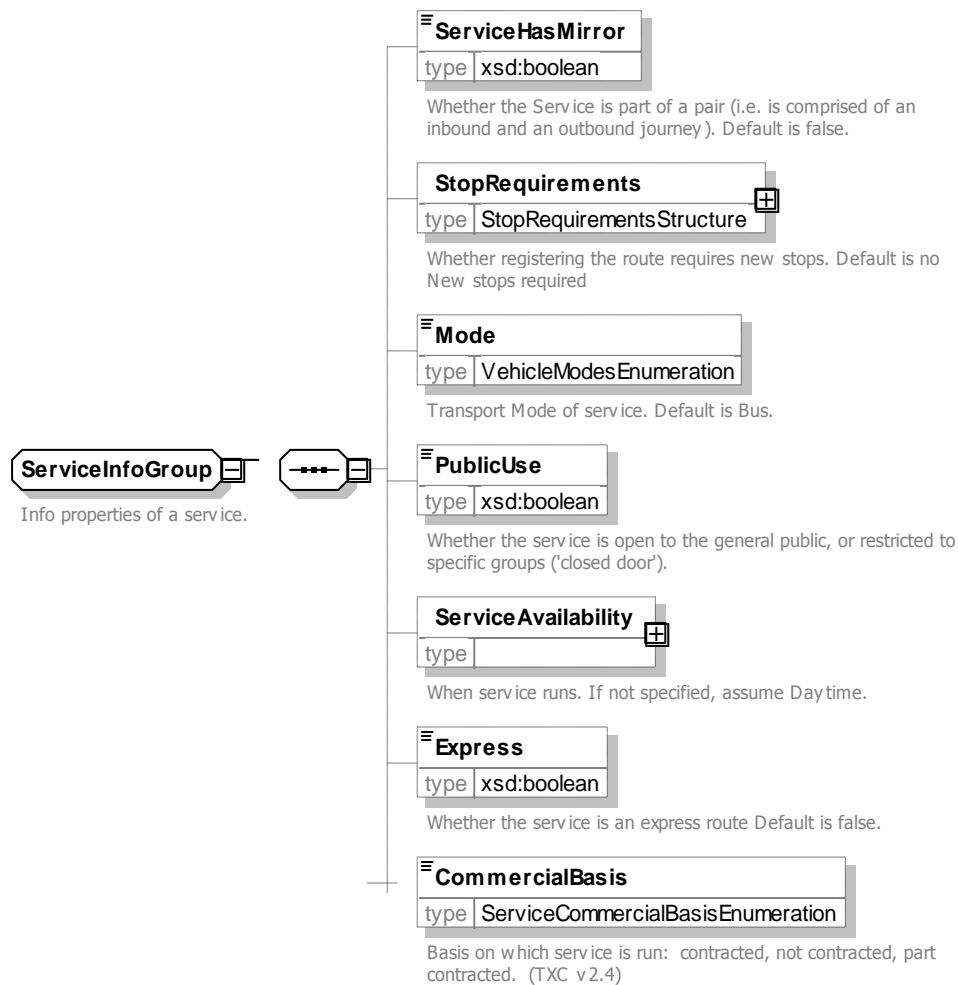 ServiceHasMirror
type xsd:boolean
Whether the Service is part of a pair (i.e. is comprised of an
inbound and an outbound journey). Default is false.
StopRequirements
type StopRequirementsStructure
Whether registering the route requires new stops. Default is no
New stops required
Mode
type VehicleModesEnumeration
Transport Mode of service. Default is Bus.
ServiceInfoGroup
Info properties of a service.
PublicUse
type xsd:boolean
Whether the service is open to the general public, or restricted to
specific groups ('closed door').
ServiceAvailability
type
When service runs. If not specified, assume Daytime.
Express
type xsd:boolean
Whether the service is an express route Default is false.
CommercialBasis
type ServiceCommercialBasisEnumeration
Basis on which service is run: contracted, not contracted, part
contracted. (TXC v2.4)